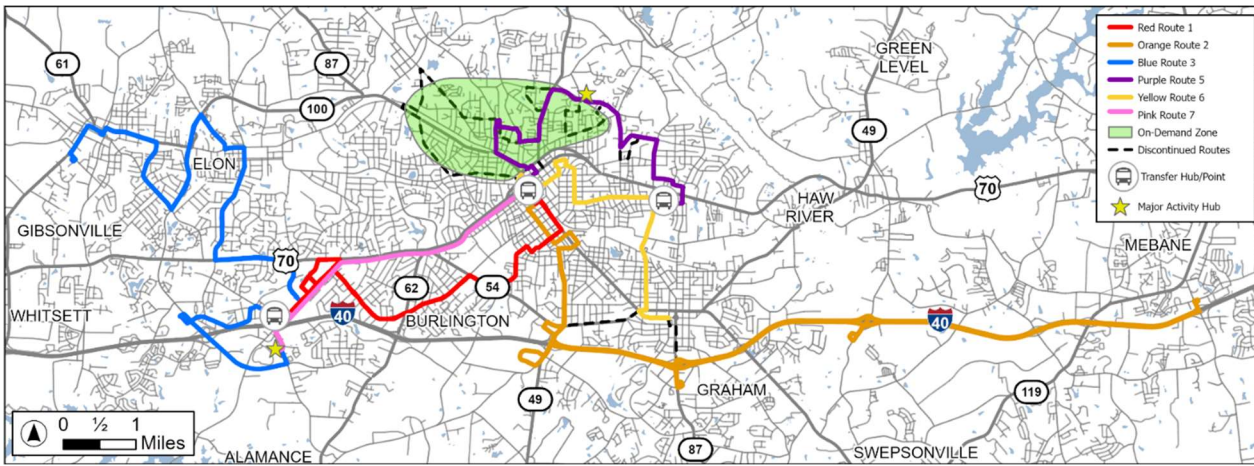 61
87
100
ELON
GIBSONVILLE
70
WHITSETT
40
62
54
BURLINGTON
49
GRAHAM
87
ALAMANCE
SWEPSONVILLE
119
40
MEBANE
HAW
RIVER
70
49
GREEN
LEVEL
0 ½ 1
Miles
Red Route 1
Orange Route 2
Blue Route 3
Purple Route 5
Yellow Route 6
Pink Route 7
On-Demand Zone
Discontinued Routes
Transfer Hub/Point
Major Activity Hub